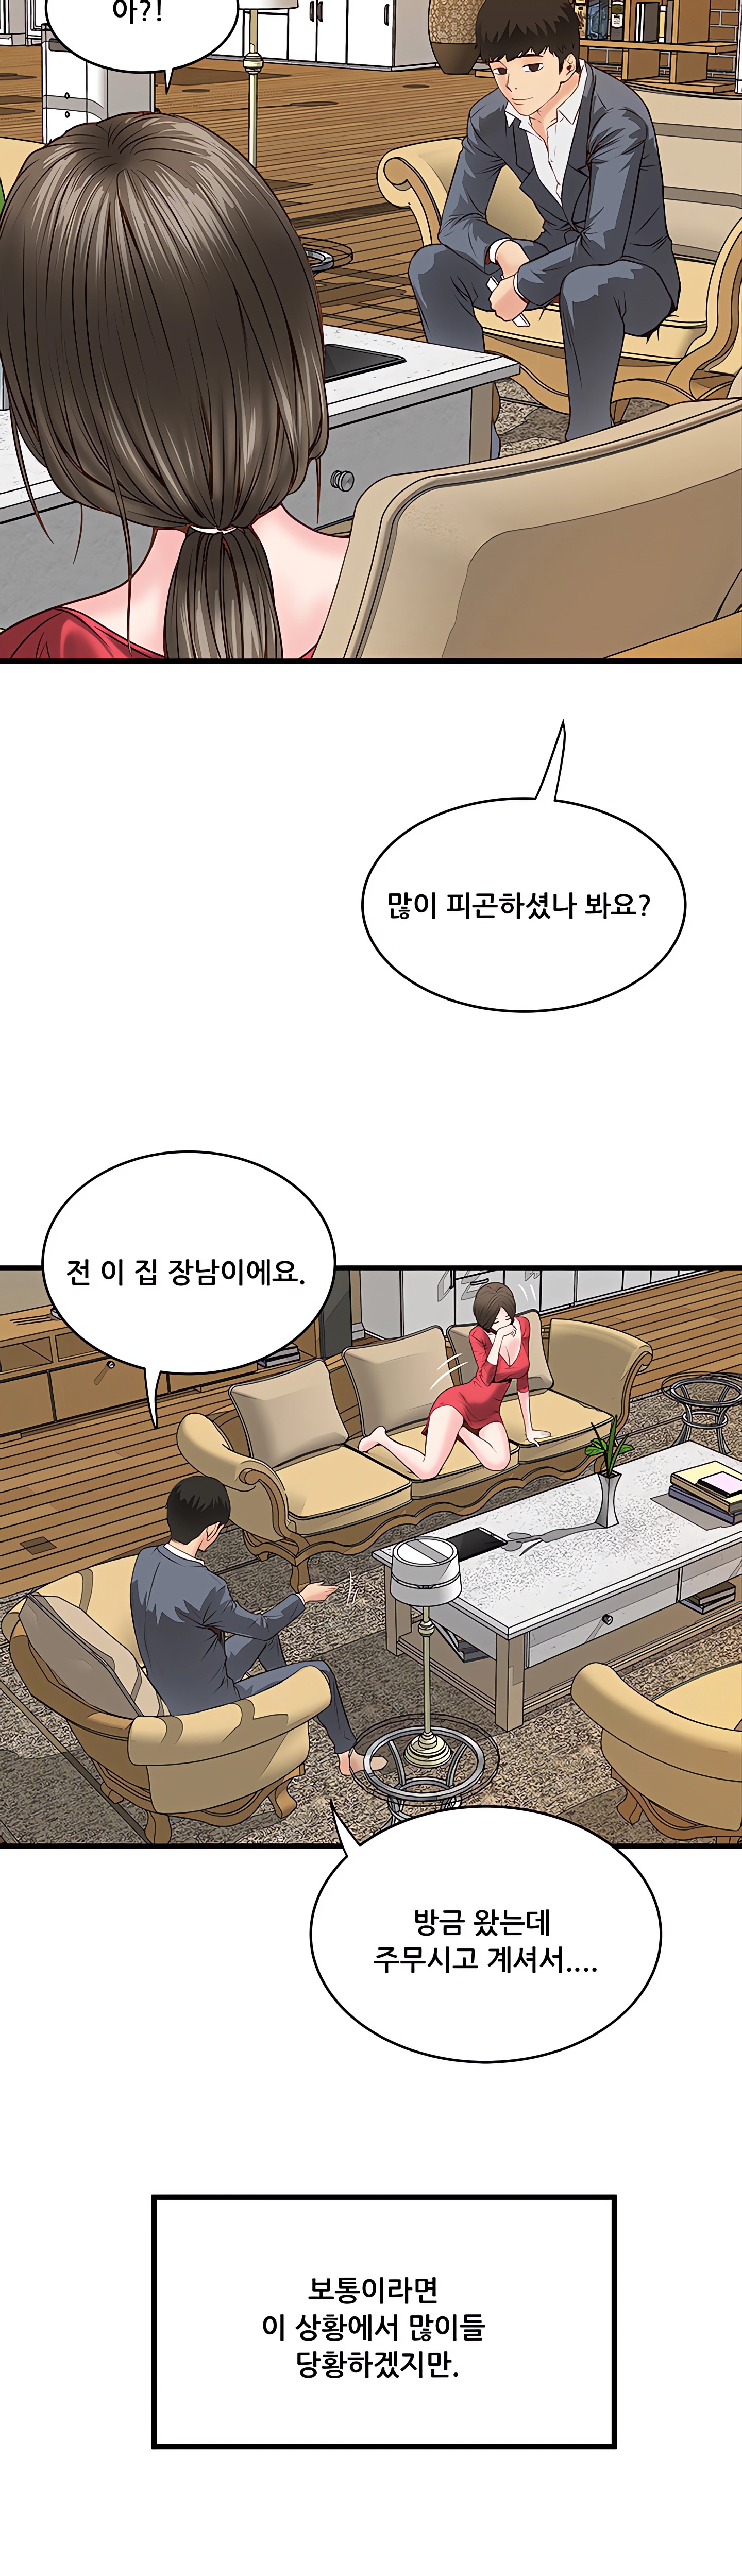 아?!
많이 피곤하셨나 봐요?
전 이 집 장남이에요.
방금 왔는데
주무시고 계셔서....
보통이라면
이 상황에서 많이들
당황하겠지만.